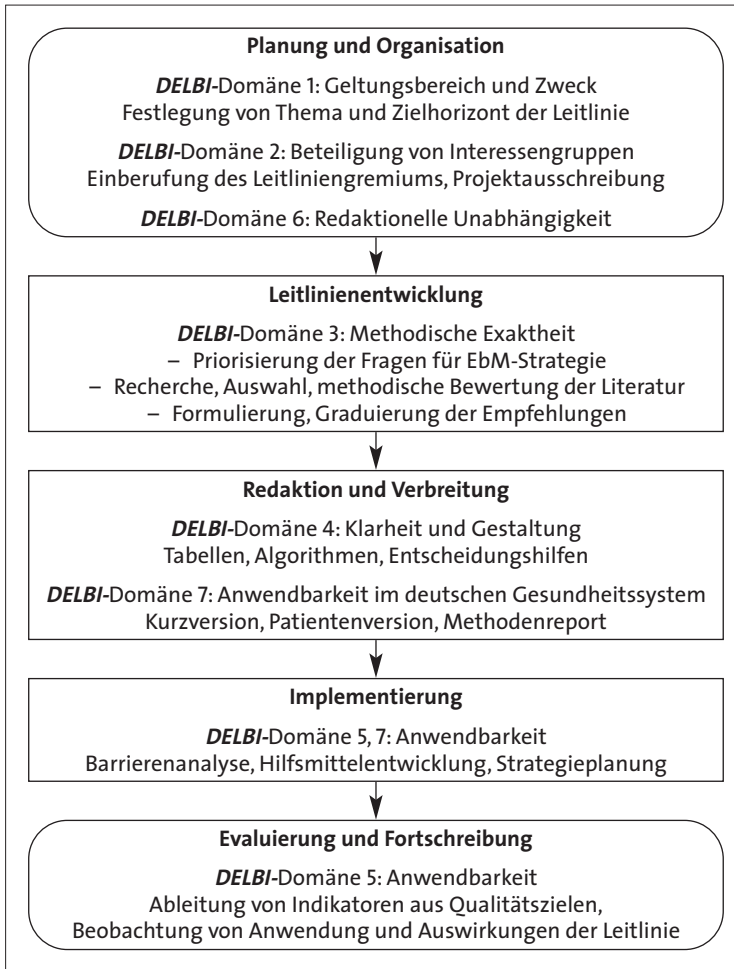 Planung und Organisation
DELBI-Domäne 1: Geltungsbereich und Zweck
Festlegung von Thema und Zielhorizont der Leitlinie
DELBI-Domäne 2: Beteiligung von Interessengruppen
Einberufung des Leitliniengremiums, Projektausschreibung
DELBI-Domäne 6: Redaktionelle Unabhängigkeit
Leitlinienentwicklung
DELBI-Domäne 3: Methodische Exaktheit
– Priorisierung der Fragen für EbM-Strategie
– Recherche, Auswahl, methodische Bewertung der Literatur
– Formulierung, Graduierung der Empfehlungen
Redaktion und Verbreitung
DELBI-Domäne 4: Klarheit und Gestaltung
Tabellen, Algorithmen, Entscheidungshilfen
DELBI-Domäne 7: Anwendbarkeit im deutschen Gesundheitssystem
Kurzversion, Patientenversion, Methodenreport
Implementierung
DELBI-Domäne 5, 7: Anwendbarkeit
Barrierenanalyse, Hilfsmittelentwicklung, Strategieplanung
Evaluierung und Fortschreibung
DELBI-Domäne 5: Anwendbarkeit
Ableitung von Indikatoren aus Qualitätszielen,
Beobachtung von Anwendung und Auswirkungen der Leitlinie